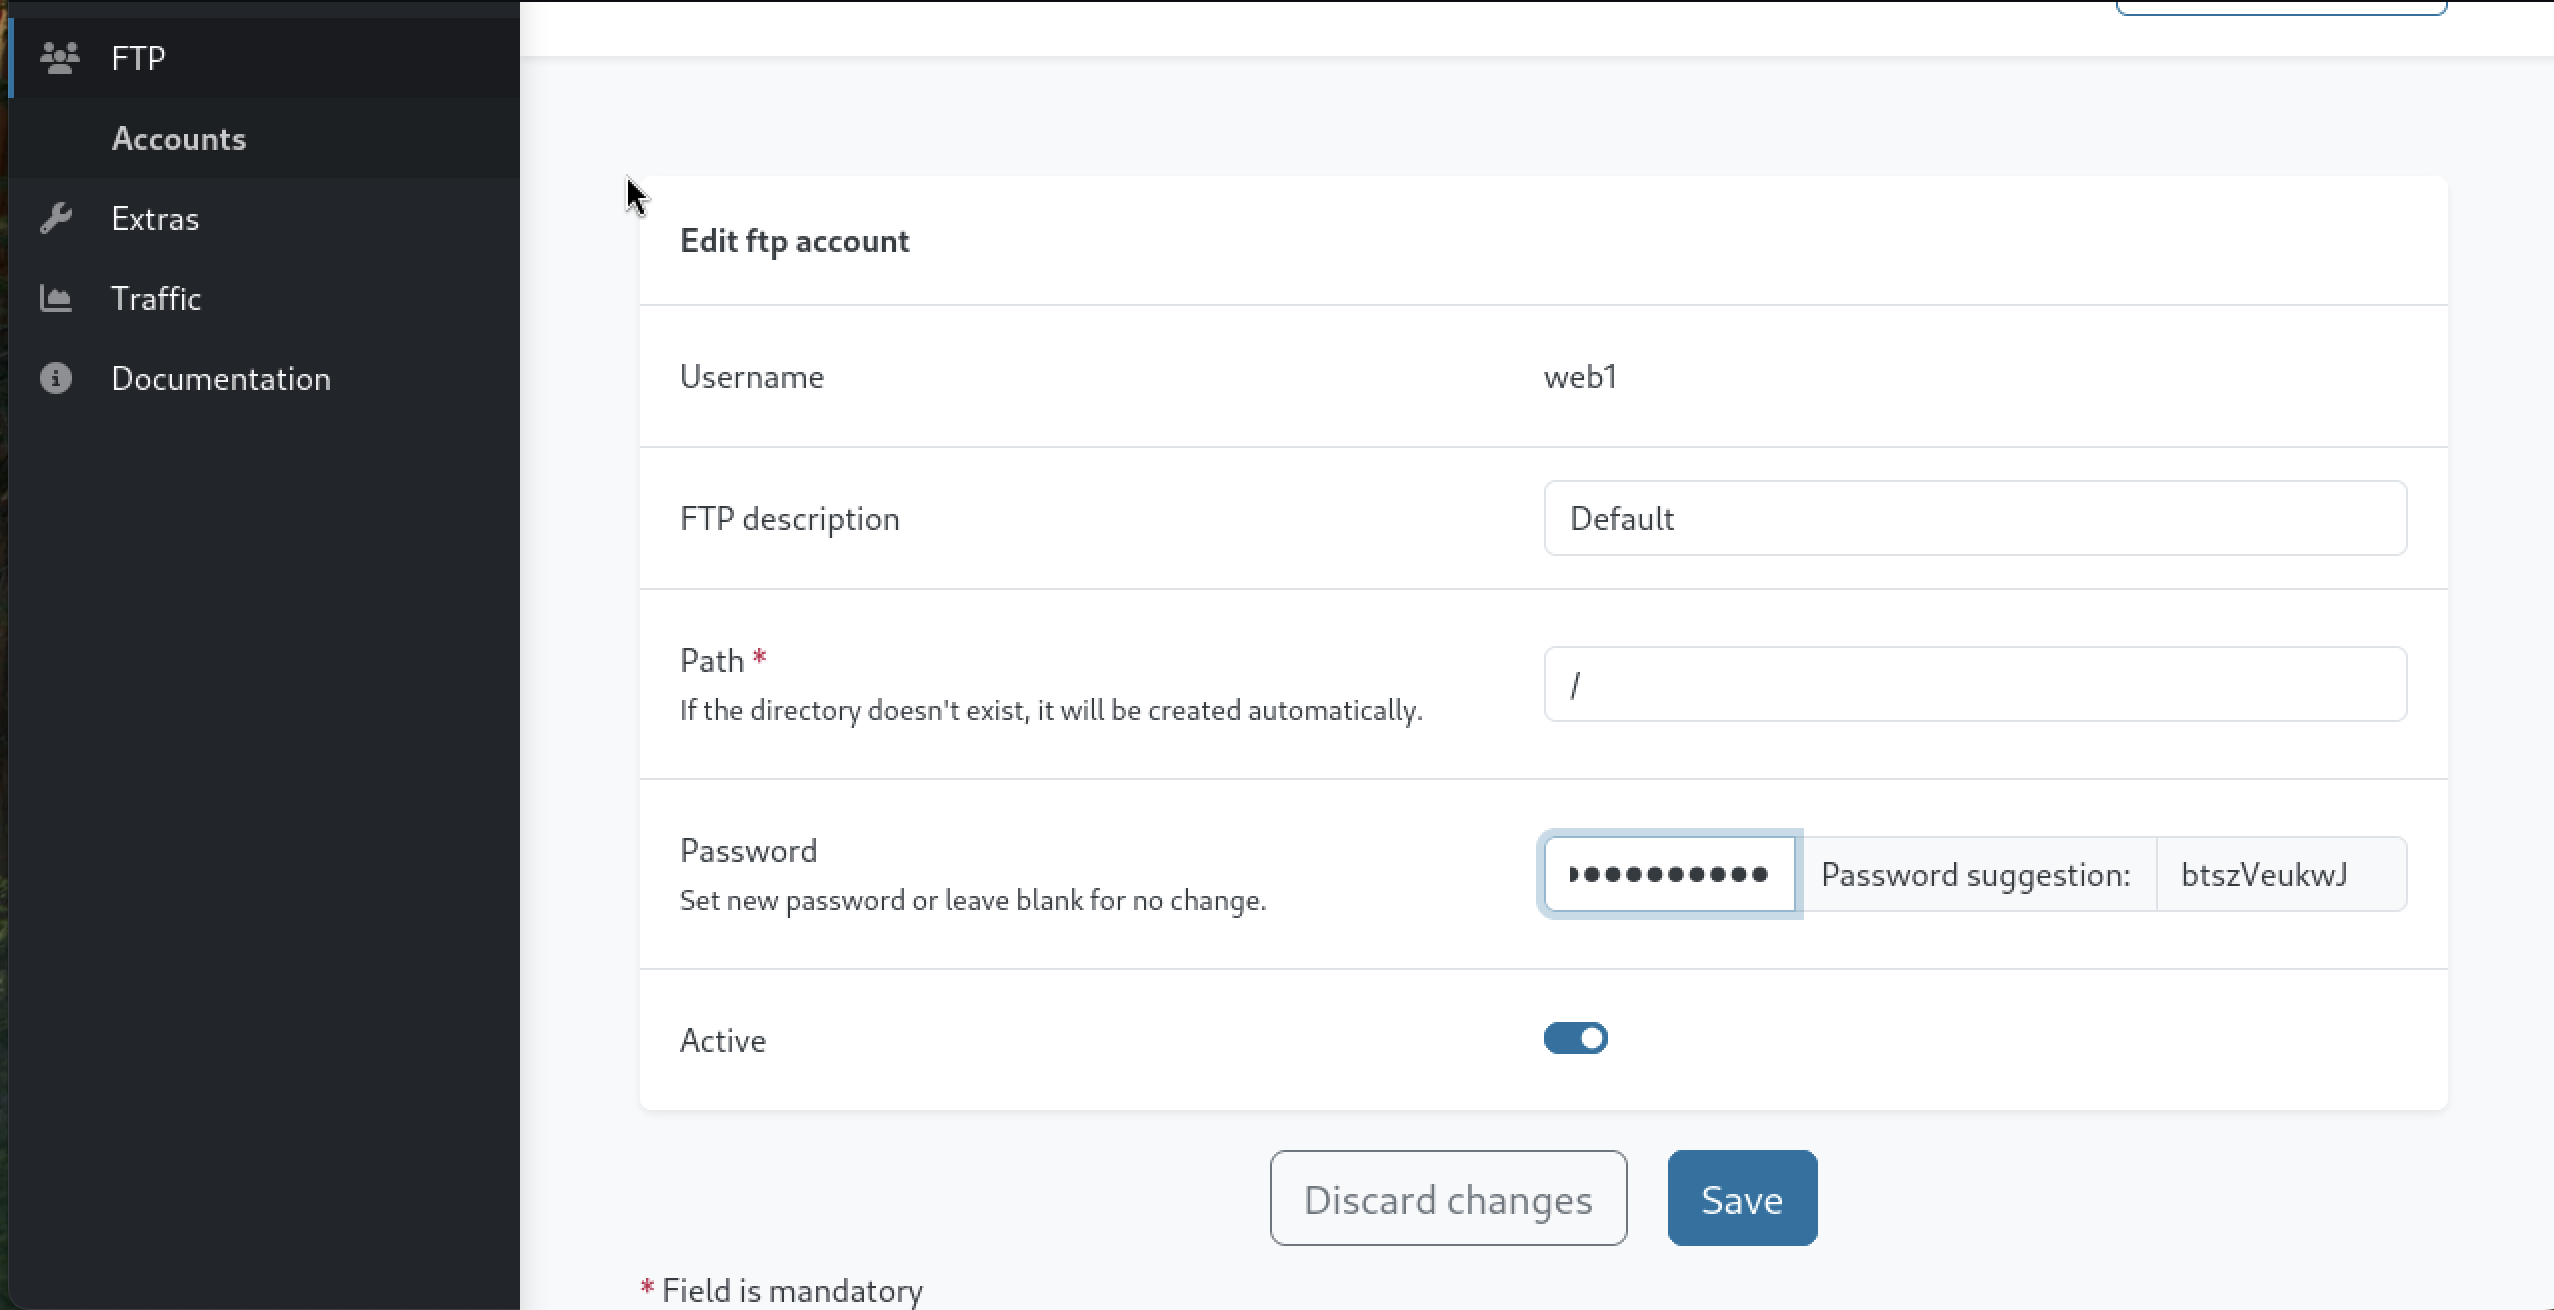 FTP
Accounts
Extras
Traffic
Documentation
Edit ftp account
Username web1
FTP description Default
Path * /
If the directory doesn't exist, it will be created automatically.
Password ●●●●●●●●●● Password suggestion: btszVeukwJ
Set new password or leave blank for no change.
Active
Discard changes Save
* Field is mandatory